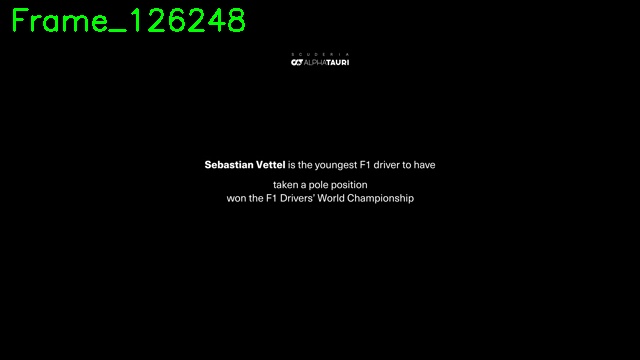 Frame_126248
SCUDERIA
ALPHATAURI
Sebastian Vettel is the youngest F1 driver to have
taken a pole position
won the F1 Drivers' World Championship